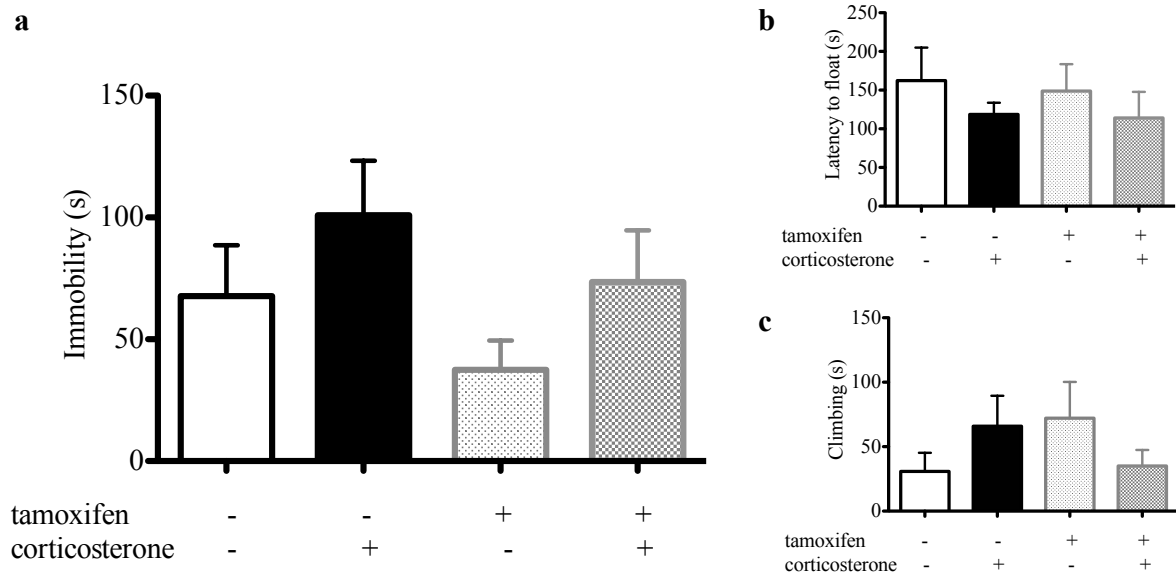 a
150
100
50
0
Immobility (s)
tamoxifen - - + +
corticosterone - + - +
b
250
200
150
100
50
0
Latency to float (s)
tamoxifen - - + +
corticosterone - + - +
c
150
100
50
0
Climbing (s)
tamoxifen - - + +
corticosterone - + - +